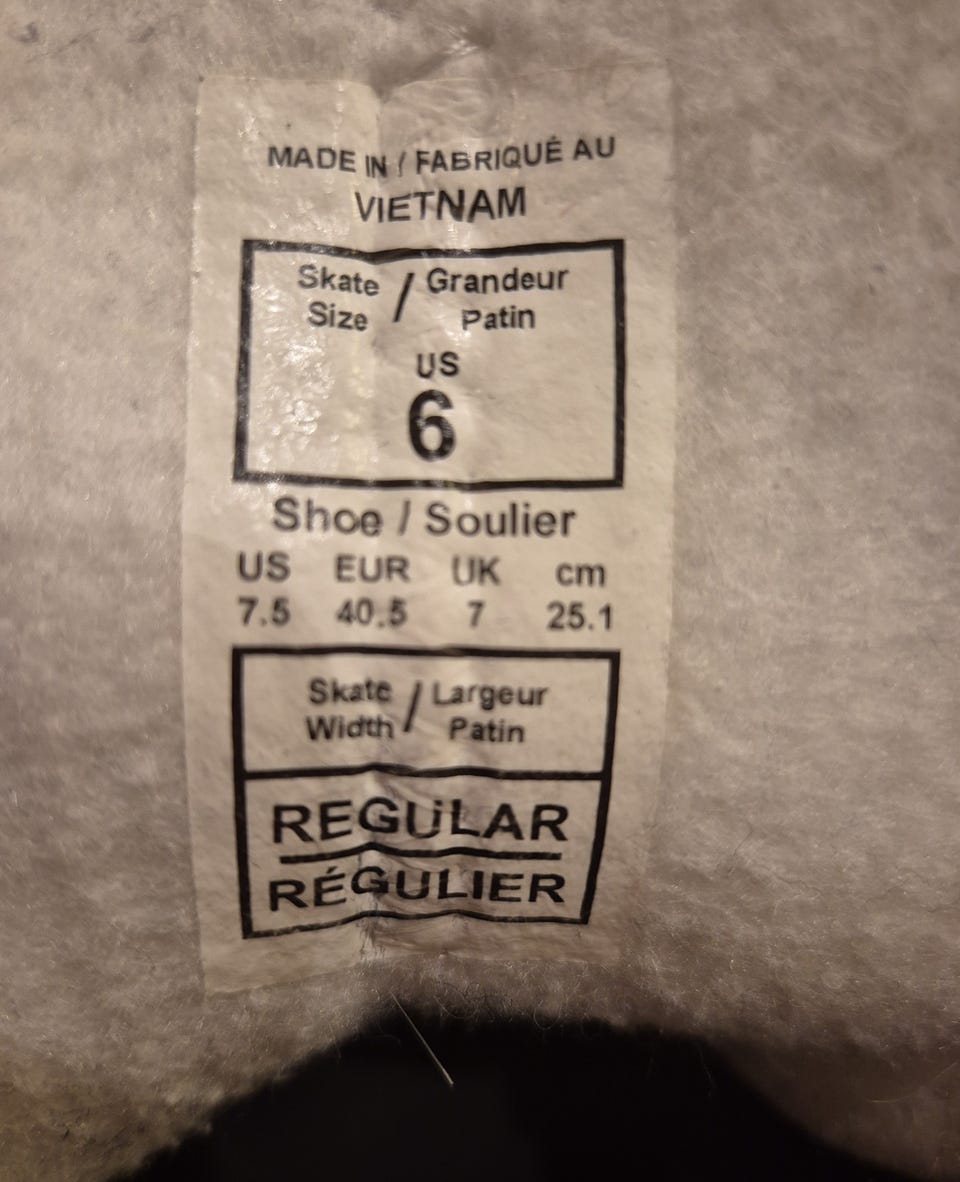 MADE IN / FABRIQUÉ AU
VIETNAM
Skate / Grandeur
Size Patin
US
6
Shoe / Soulier
US EUR UK cm
7.5 40.5 7 25.1
Skate / Largeur
Width Patin
REGULAR
RÉGULIER